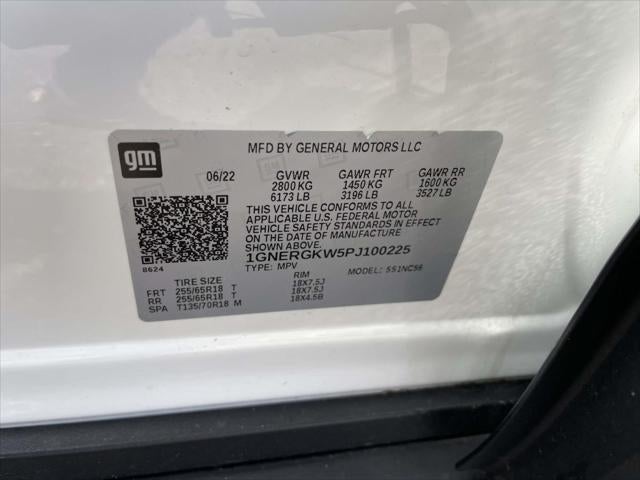 gm
MFD BY GENERAL MOTORS LLC
06/22 GVWR GAWR FRT GAWR RR
2800 KG 1450 KG 1600 KG
6173 LB 3196 LB 3527 LB
THIS VEHICLE CONFORMS TO ALL
APPLICABLE U.S. FEDERAL MOTOR
VEHICLE SAFETY STANDARDS IN EFFECT
ON THE DATE OF MANUFACTURE
1GNERGKW5PJ100225
8624
TYPE: MPV MODEL: 551NC56
TIRE SIZE RIM
FRT 255/65R18 T 18X7.5J
RR 255/65R18 T 18X7.5J
SPA T135/70R18 M 18X4.5B